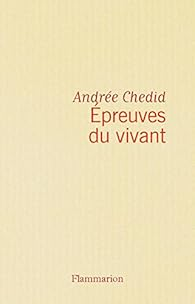 Andrée Chedid
Épreuves
du vivant
Flammarion